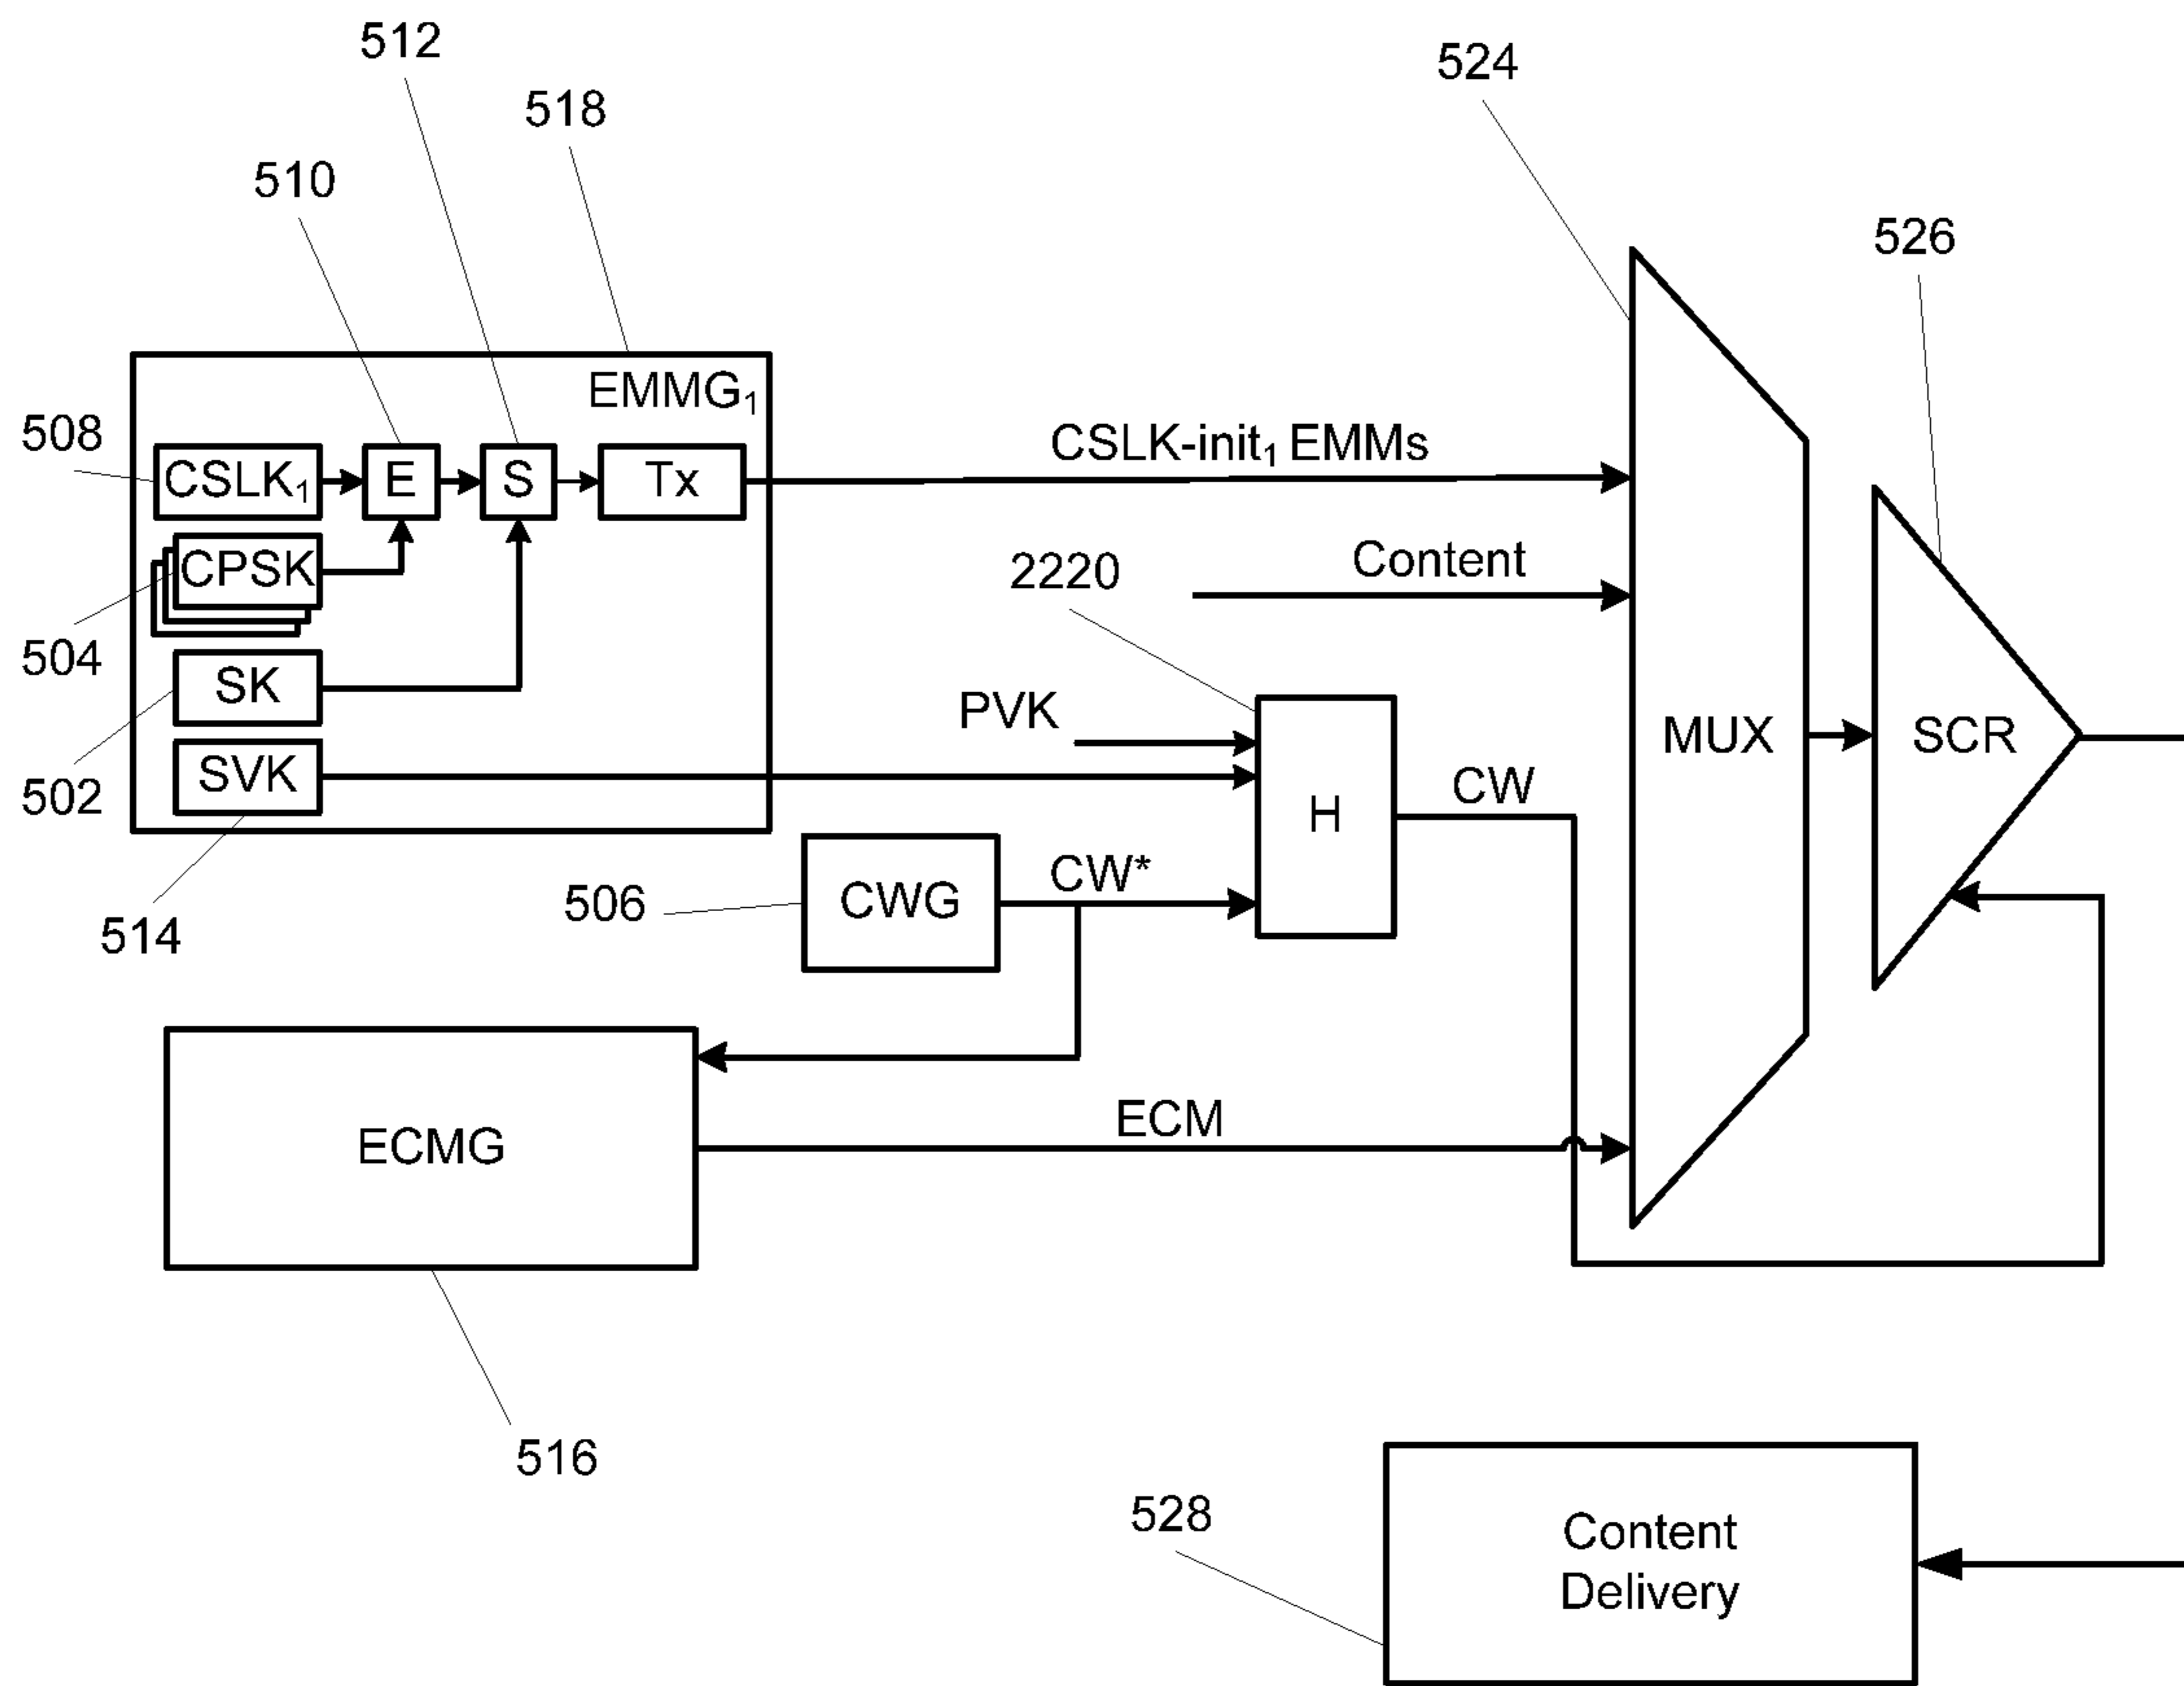 512
524
518
510
526
EMMG₁
508
CSLK₁
E
S
Tx
CSLK-init₁ EMMs
CPSK
2220
Content
504
SK
PVK
MUX
SCR
502
SVK
H
CW
506
CWG
CW*
514
ECMG
ECM
516
528
Content
Delivery